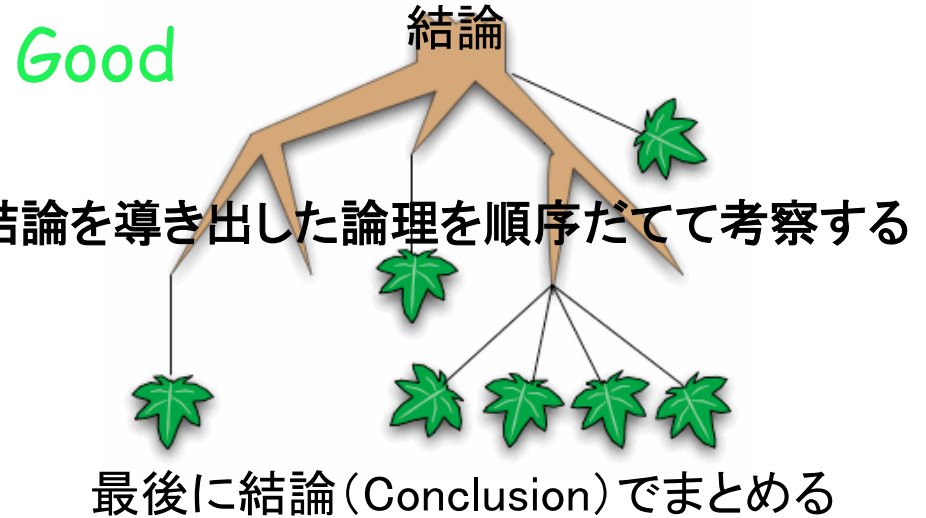 結論
Good
結論を導き出した論理を順序だてて考察する
最後に結論（Conclusion）でまとめる